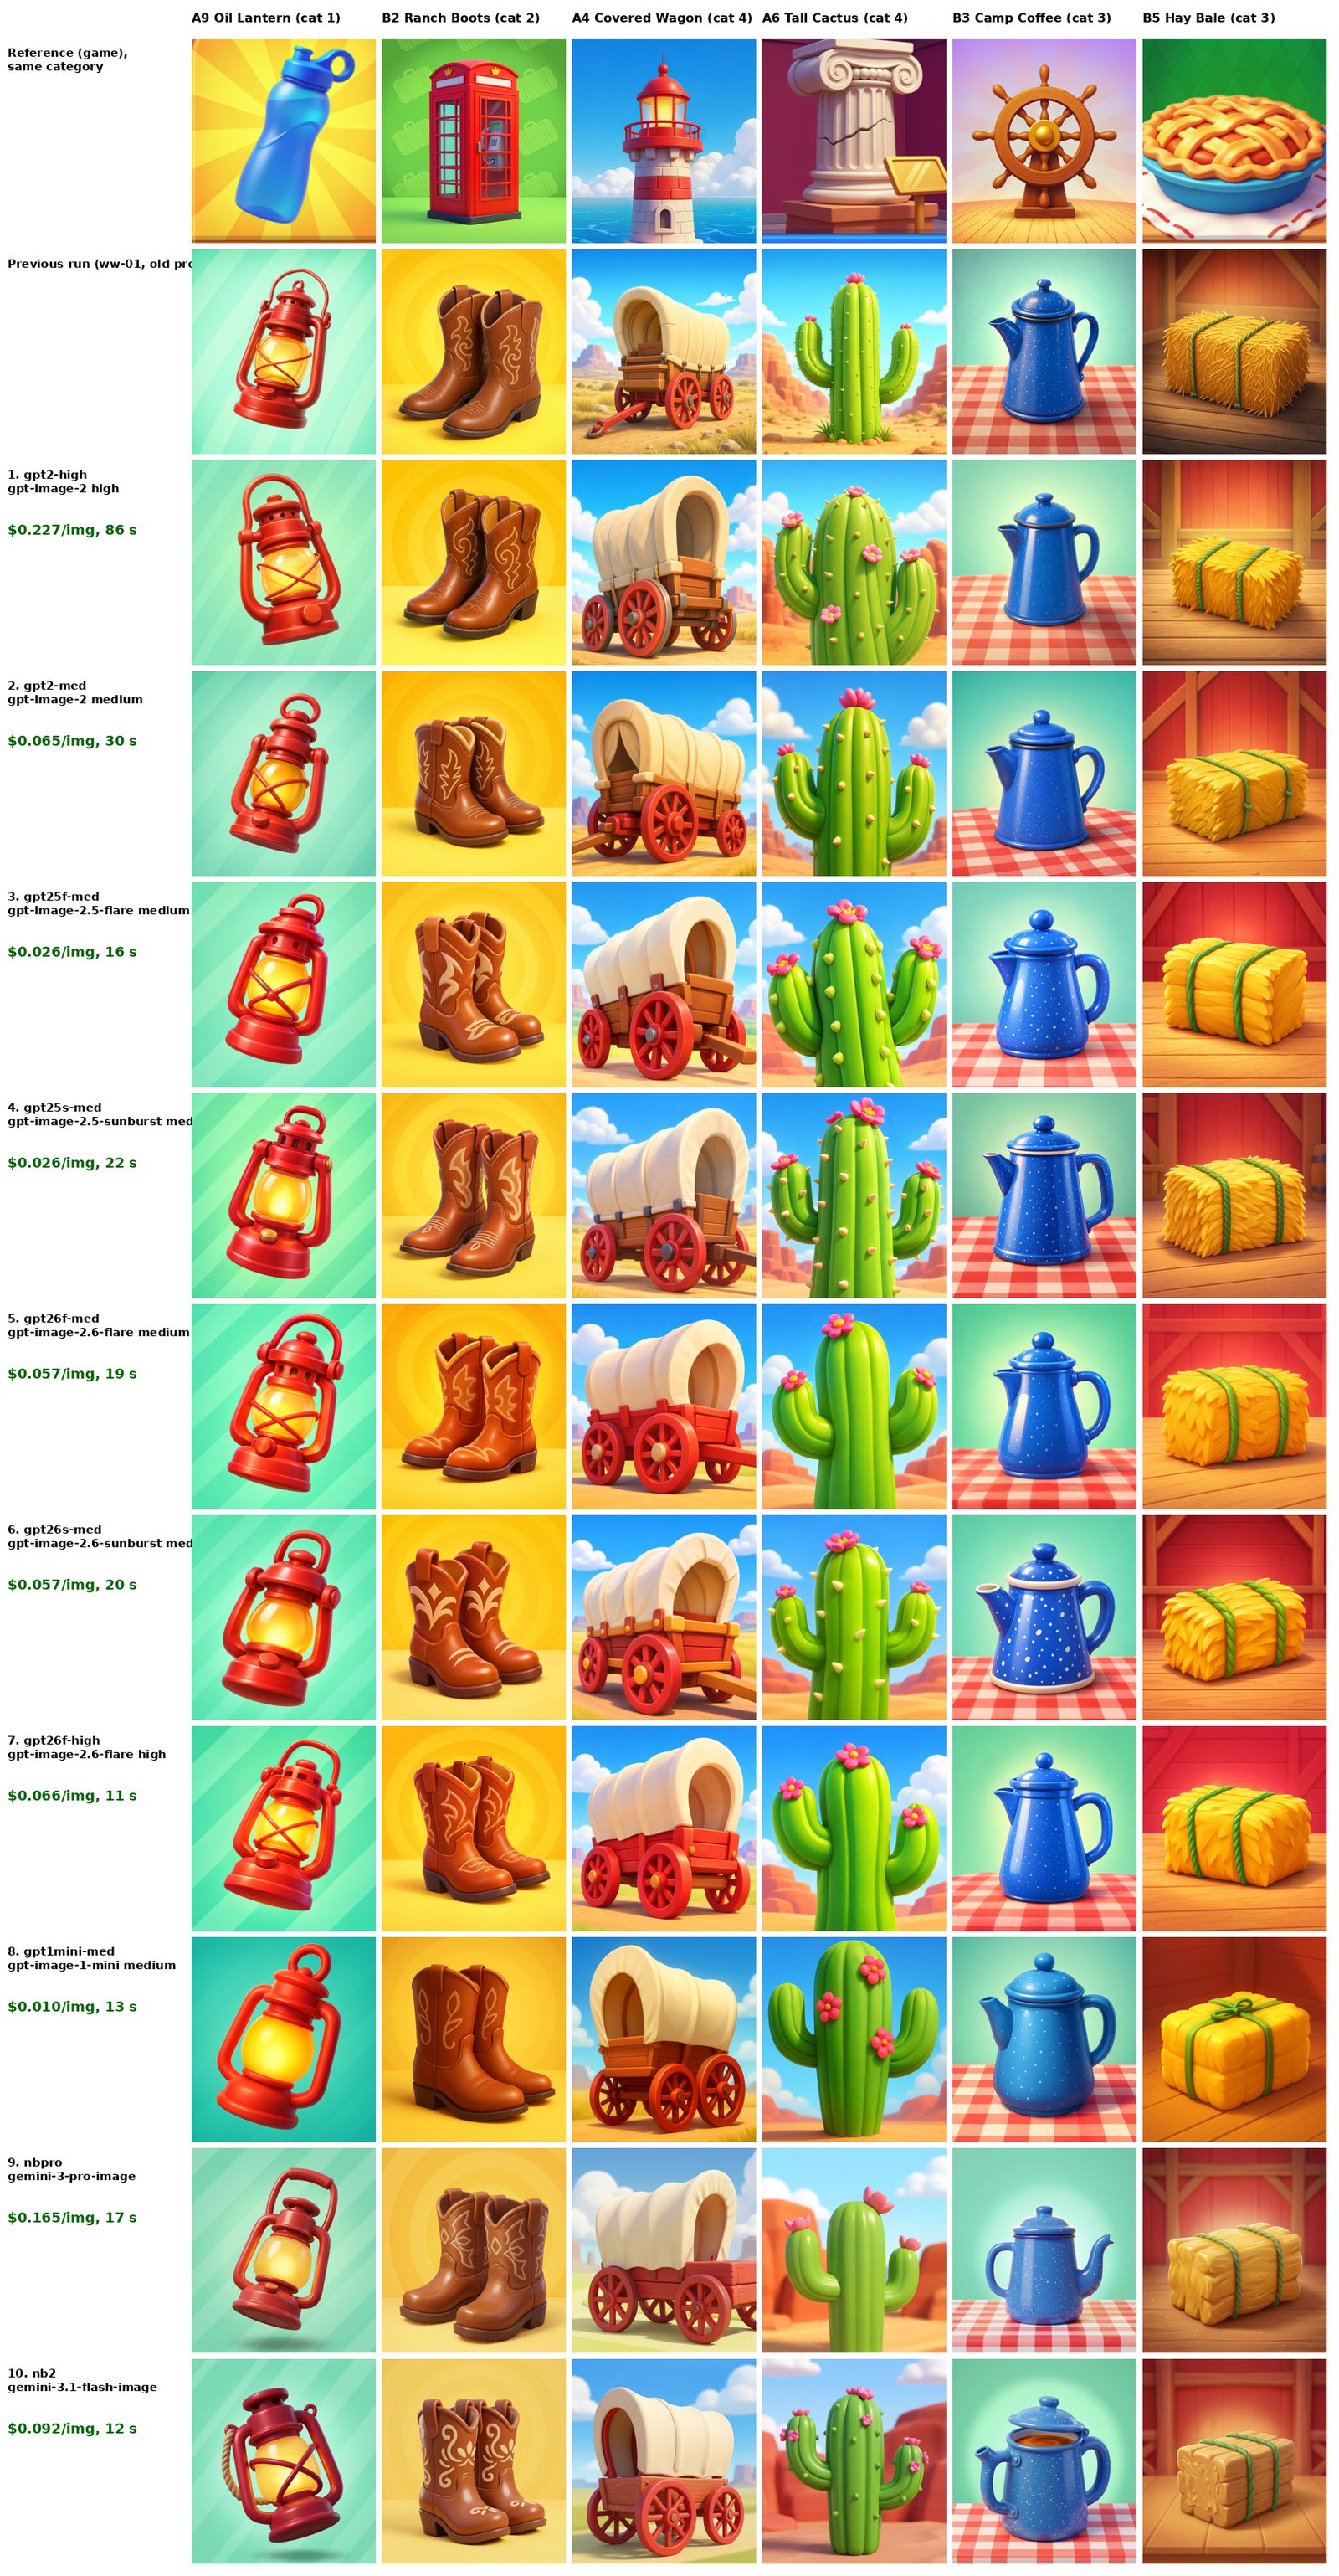 A9 Oil Lantern (cat 1)
B2 Ranch Boots (cat 2)
A4 Covered Wagon (cat 4)
A6 Tall Cactus (cat 4)
B3 Camp Coffee (cat 3)
B5 Hay Bale (cat 3)
Reference (game),
same category
Previous run (ww-01, old pro
1. gpt2-high
gpt-image-2 high
$0.227/img, 86 s
2. gpt2-med
gpt-image-2 medium
$0.065/img, 30 s
3. gpt25f-med
gpt-image-2.5-flare medium
$0.026/img, 16 s
4. gpt25s-med
gpt-image-2.5-sunburst med
$0.026/img, 22 s
5. gpt26f-med
gpt-image-2.6-flare medium
$0.057/img, 19 s
6. gpt26s-med
gpt-image-2.6-sunburst med
$0.057/img, 20 s
7. gpt26f-high
gpt-image-2.6-flare high
$0.066/img, 11 s
8. gpt1mini-med
gpt-image-1-mini medium
$0.010/img, 13 s
9. nbpro
gemini-3-pro-image
$0.165/img, 17 s
10. nb2
gemini-3.1-flash-image
$0.092/img, 12 s